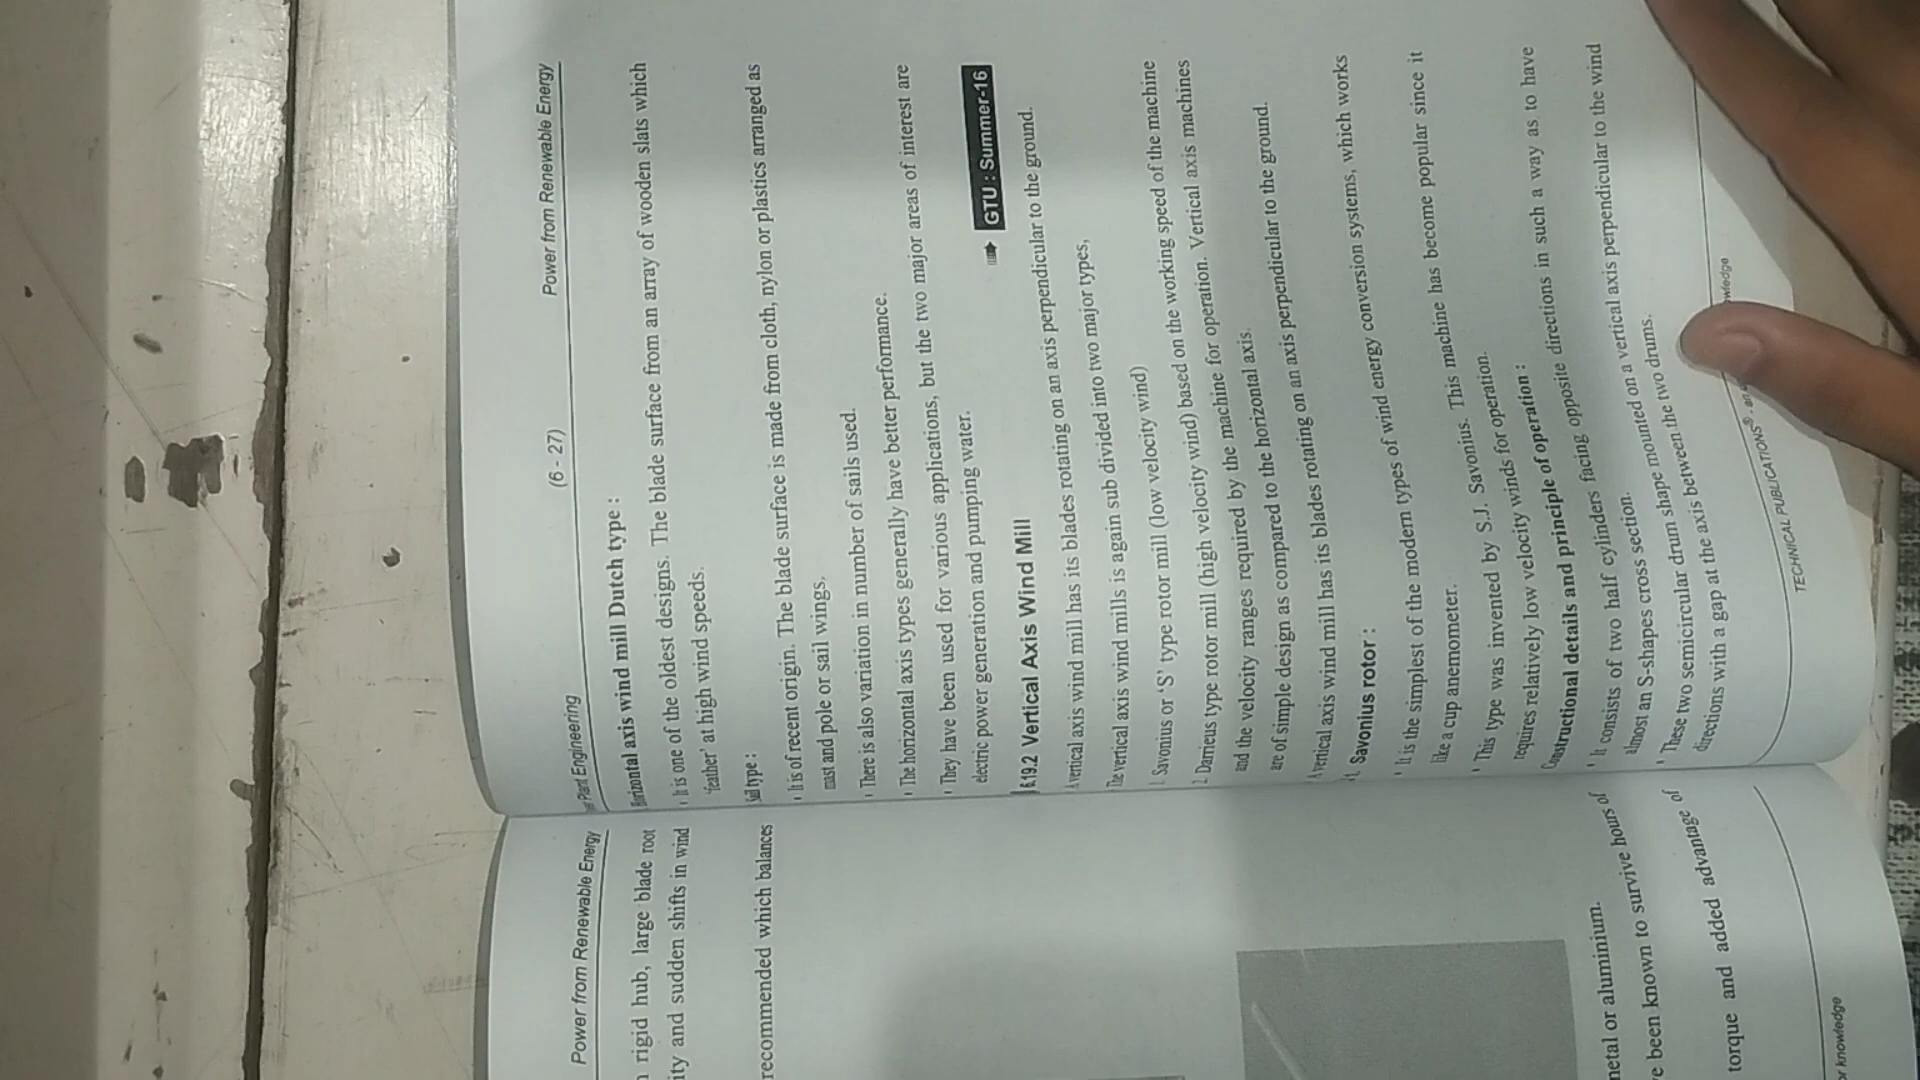 Power from Renewable Energy
rigid hub, large blade root
ity and sudden shifts in wind
recommended which balances
netal or aluminium.
e been known to survive hours of
torque and added advantage of
or knowledge
Plant Engineering (6 - 27) Power from Renewable Energy
Horizontal axis wind mill Dutch type :
It is one of the oldest designs. The blade surface from an array of wooden slats which
'feather' at high wind speeds.
Sail type :
It is of recent origin. The blade surface is made from cloth, nylon or plastics arranged as
mast and pole or sail wings.
There is also variation in number of sails used.
The horizontal axis types generally have better performance.
They have been used for various applications, but the two major areas of interest are
electric power generation and pumping water.
GTU : Summer-16
6.19.2 Vertical Axis Wind Mill
A vertical axis wind mill has its blades rotating on an axis perpendicular to the ground.
The vertical axis wind mills is again sub divided into two major types,
1. Savonius or 'S' type rotor mill (low velocity wind)
2. Darrieus type rotor mill (high velocity wind) based on the working speed of the machine
and the velocity ranges required by the machine for operation. Vertical axis machines
are of simple design as compared to the horizontal axis.
A vertical axis wind mill has its blades rotating on an axis perpendicular to the ground.
1. Savonius rotor :
It is the simplest of the modern types of wind energy conversion systems, which works
like a cup anemometer. This machine has become popular since it
requires relatively low velocity winds for operation.
This type was invented by S.J. Savonius.
Constructional details and principle of operation :
It consists of two half cylinders facing opposite directions in such a way as to have
almost an S-shapes cross section.
These two semicircular drum shape mounted on a vertical axis perpendicular to the wind
directions with a gap at the axis between the two drums.
TECHNICAL PUBLICATIONS® - an
wledge